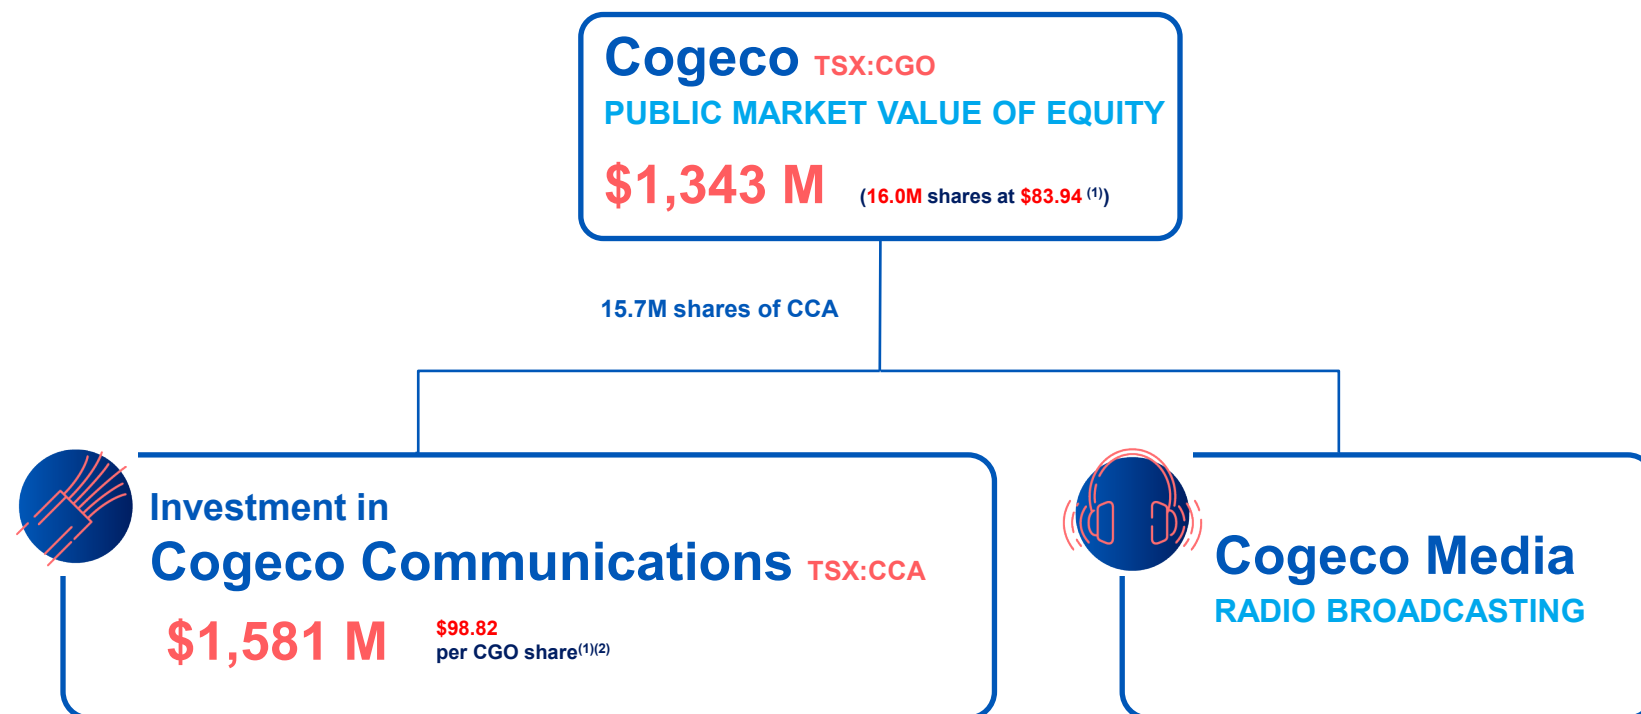 Cogeco TSX:CGO
PUBLIC MARKET VALUE OF EQUITY
$1,343 M (16.0M shares at $83.94 (1))
15.7M shares of CCA
Investment in
Cogeco Communications TSX:CCA
$1,581 M
$98.82
per CGO share(1)(2)
Cogeco Media
RADIO BROADCASTING